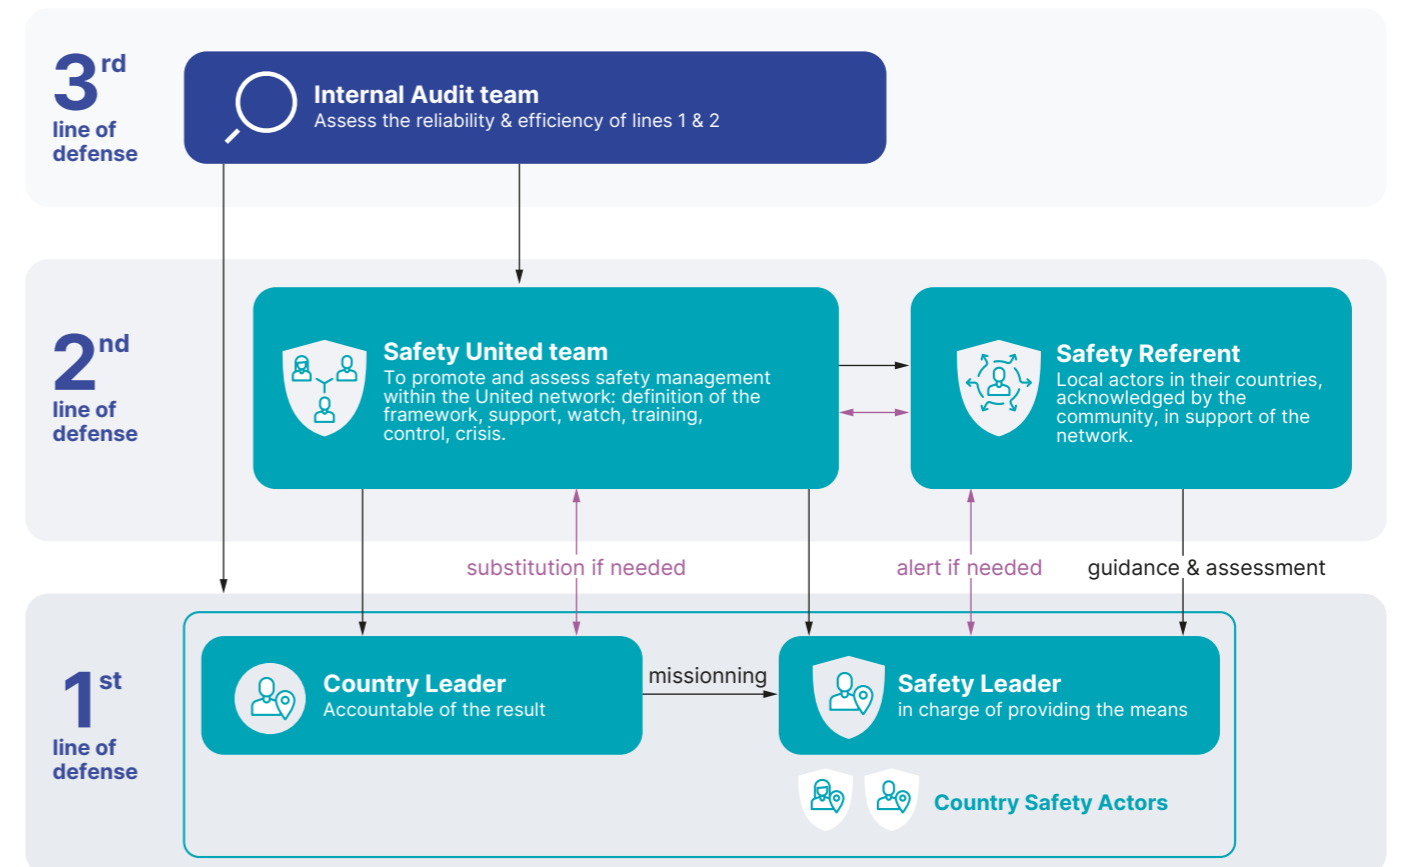 3rd
line of
defense
Internal Audit team
Assess the reliability & efficiency of lines 1 & 2
2nd
line of
defense
Safety United team
To promote and assess safety management
within the United network: definition of the
framework, support, watch, training,
control, crisis.
Safety Referent
Local actors in their countries,
acknowledged by the
community, in support of the
network.
substitution if needed
alert if needed
guidance & assessment
1st
line of
defense
Country Leader
Accountable of the result
missionning
Safety Leader
in charge of providing the means
Country Safety Actors